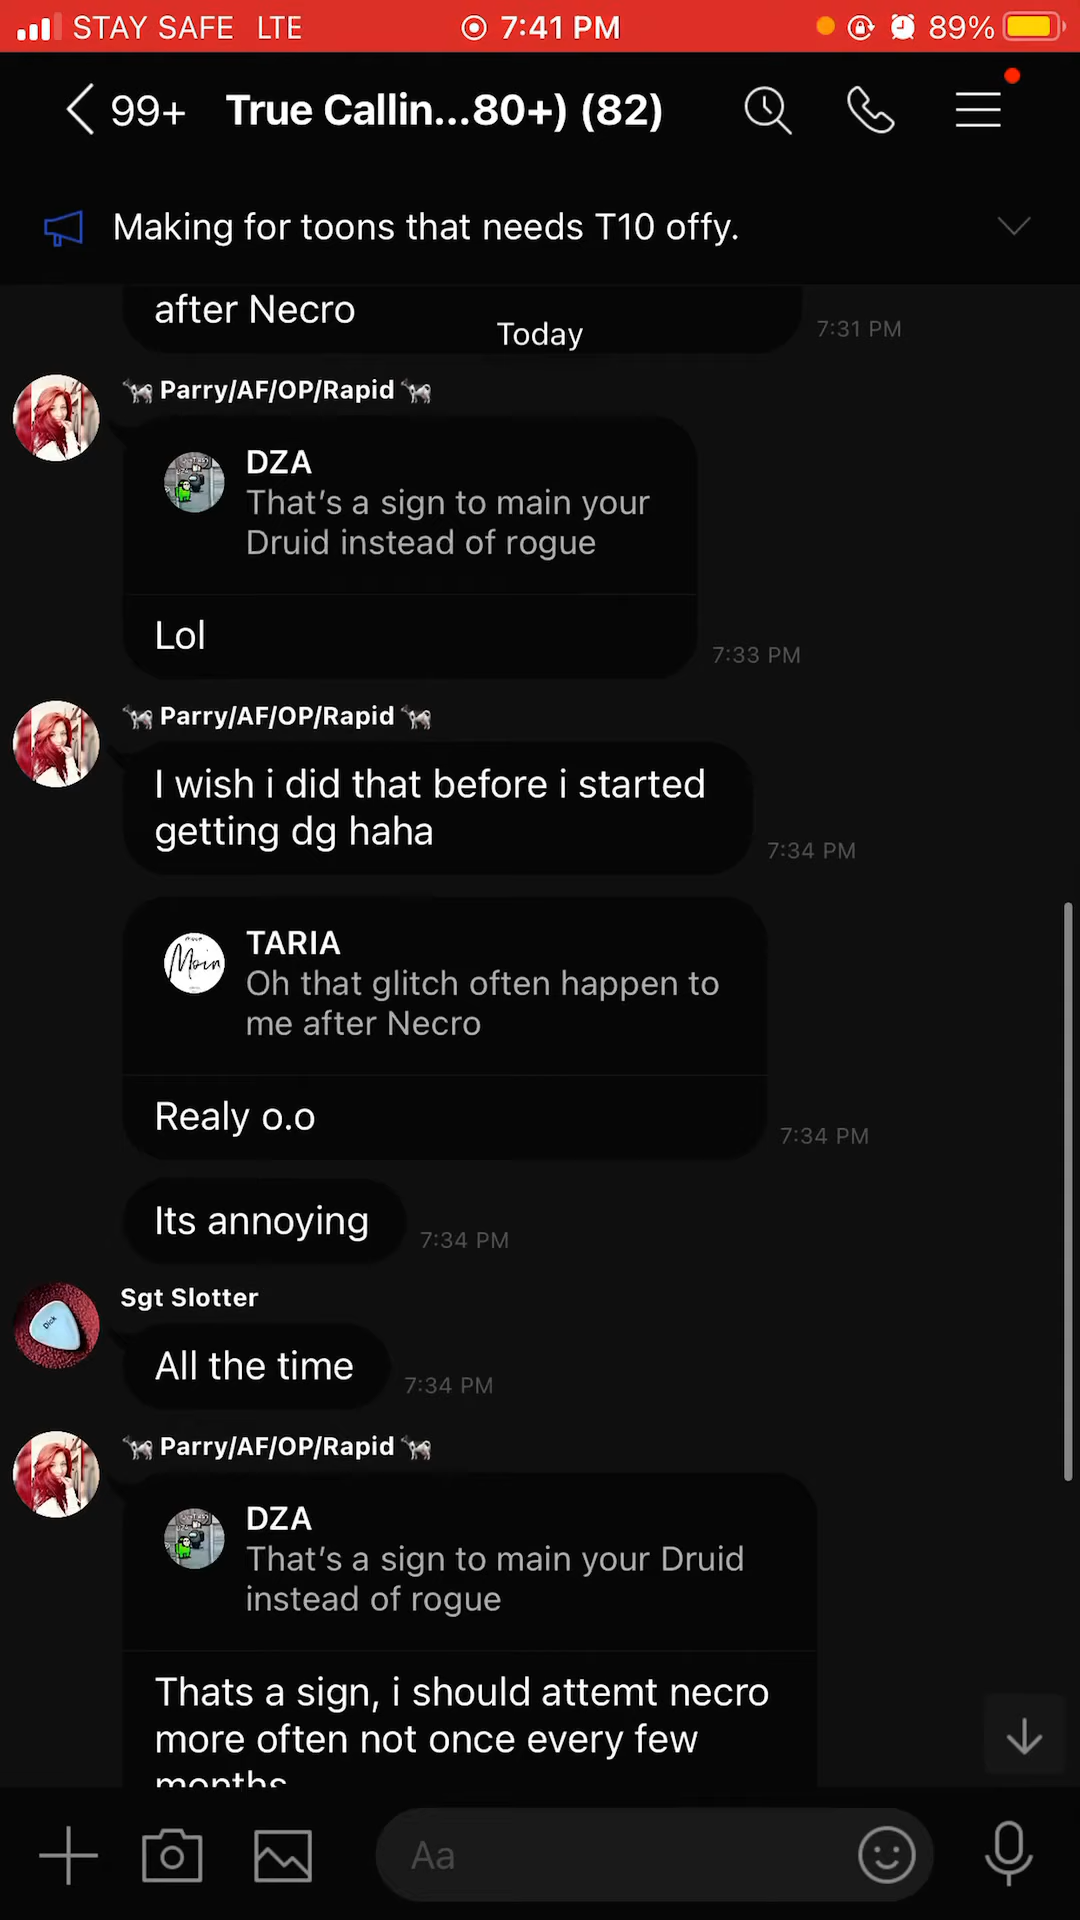 STAY SAFE LTE 7:41 PM 89%
99+ True Callin...80+) (82)
Making for toons that needs T10 offy.
after Necro
Today
7:31 PM
Parry/AF/OP/Rapid
DZA
That's a sign to main your
Druid instead of rogue
Lol
7:33 PM
Parry/AF/OP/Rapid
I wish i did that before i started
getting dg haha
7:34 PM
Moin
TARIA
Oh that glitch often happen to
me after Necro
Realy o.o
7:34 PM
Its annoying
7:34 PM
Sgt Slotter
Dick
All the time
7:34 PM
Parry/AF/OP/Rapid
DZA
That's a sign to main your Druid
instead of rogue
Thats a sign, i should attemt necro
more often not once every few
months
Aa